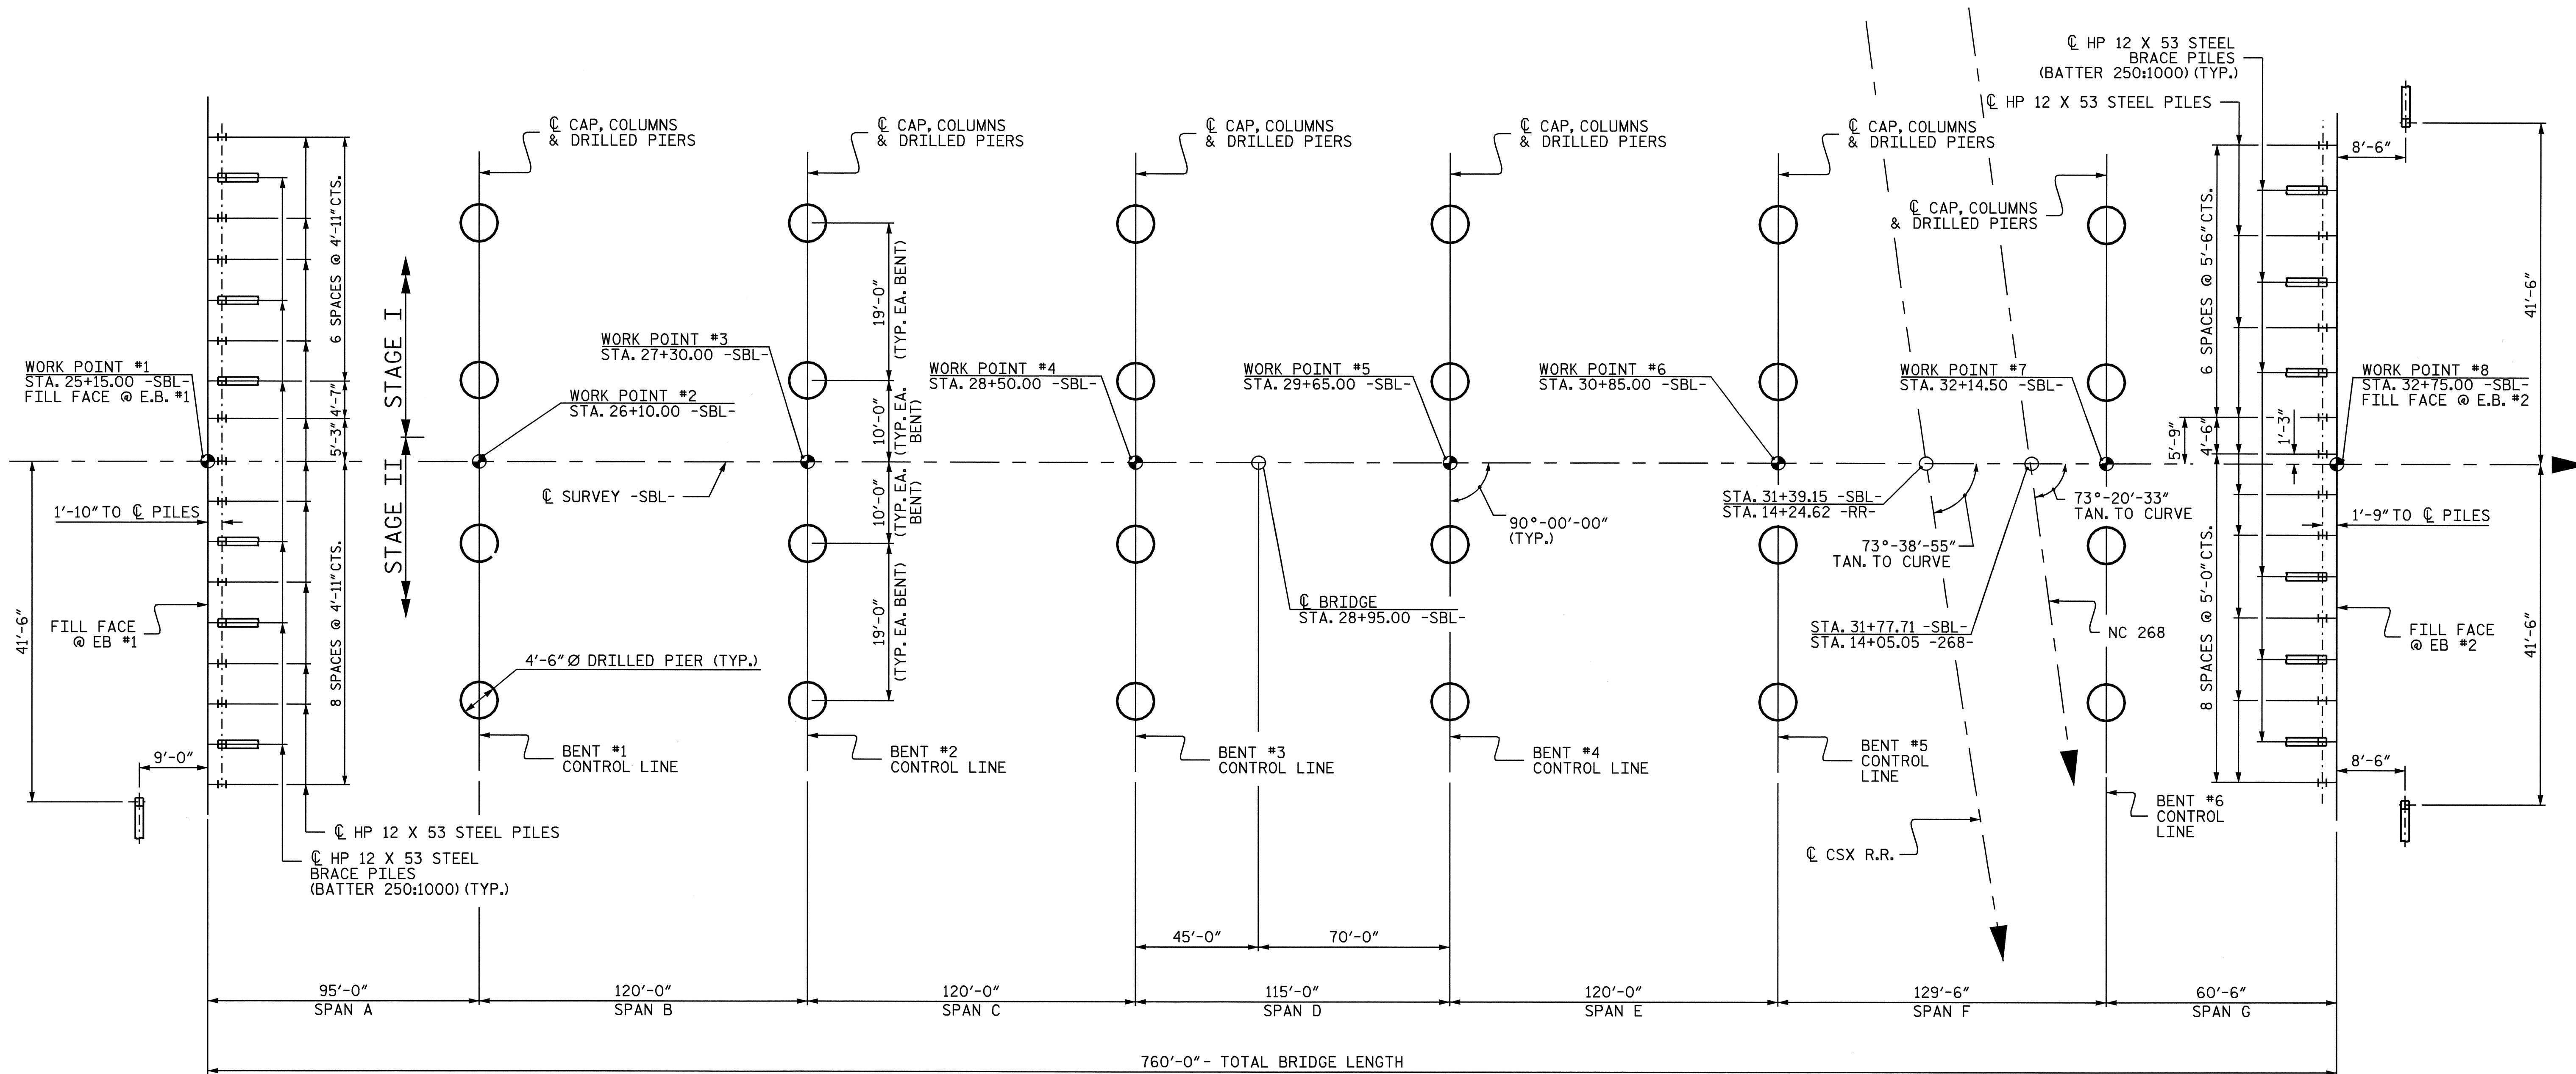 ℄ HP 12 X 53 STEEL
BRACE PILES
(BATTER 250:1000) (TYP.)
℄ HP 12 X 53 STEEL PILES
℄ CAP, COLUMNS
& DRILLED PIERS
℄ CAP, COLUMNS
& DRILLED PIERS
℄ CAP, COLUMNS
& DRILLED PIERS
℄ CAP, COLUMNS
& DRILLED PIERS
℄ CAP, COLUMNS
& DRILLED PIERS
℄ CAP, COLUMNS
& DRILLED PIERS
8'-6"
41'-6"
6 SPACES @ 4'-11" CTS.
4'-7"
5'-3"
8 SPACES @ 4'-11" CTS.
STAGE I
STAGE II
19'-0"
(TYP. EA. BENT)
10'-0"
(TYP. EA.
BENT)
10'-0"
(TYP. EA.
BENT)
19'-0"
(TYP. EA. BENT)
6 SPACES @ 5'-6" CTS.
4'-6"
5'-9"
1'-3"
8 SPACES @ 5'-0" CTS.
WORK POINT #1
STA. 25+15.00 -SBL-
FILL FACE @ E.B. #1
WORK POINT #2
STA. 26+10.00 -SBL-
WORK POINT #3
STA. 27+30.00 -SBL-
WORK POINT #4
STA. 28+50.00 -SBL-
WORK POINT #5
STA. 29+65.00 -SBL-
WORK POINT #6
STA. 30+85.00 -SBL-
WORK POINT #7
STA. 32+14.50 -SBL-
WORK POINT #8
STA. 32+75.00 -SBL-
FILL FACE @ E.B. #2
℄ SURVEY -SBL-
1'-10" TO ℄ PILES
90°-00'-00"
(TYP.)
STA. 31+39.15 -SBL-
STA. 14+24.62 -RR-
73°-38'-55"
TAN. TO CURVE
73°-20'-33"
TAN. TO CURVE
1'-9" TO ℄ PILES
41'-6"
FILL FACE
@ EB #1
℄ BRIDGE
STA. 28+95.00 -SBL-
STA. 31+77.71 -SBL-
STA. 14+05.05 -268-
NC 268
FILL FACE
@ EB #2
41'-6"
4'-6" Ø DRILLED PIER (TYP.)
9'-0"
BENT #1
CONTROL LINE
BENT #2
CONTROL LINE
BENT #3
CONTROL LINE
BENT #4
CONTROL LINE
BENT #5
CONTROL
LINE
BENT #6
CONTROL
LINE
8'-6"
℄ HP 12 X 53 STEEL PILES
℄ HP 12 X 53 STEEL
BRACE PILES
(BATTER 250:1000) (TYP.)
℄ CSX R.R.
45'-0"
70'-0"
95'-0"
SPAN A
120'-0"
SPAN B
120'-0"
SPAN C
115'-0"
SPAN D
120'-0"
SPAN E
129'-6"
SPAN F
60'-6"
SPAN G
760'-0" - TOTAL BRIDGE LENGTH